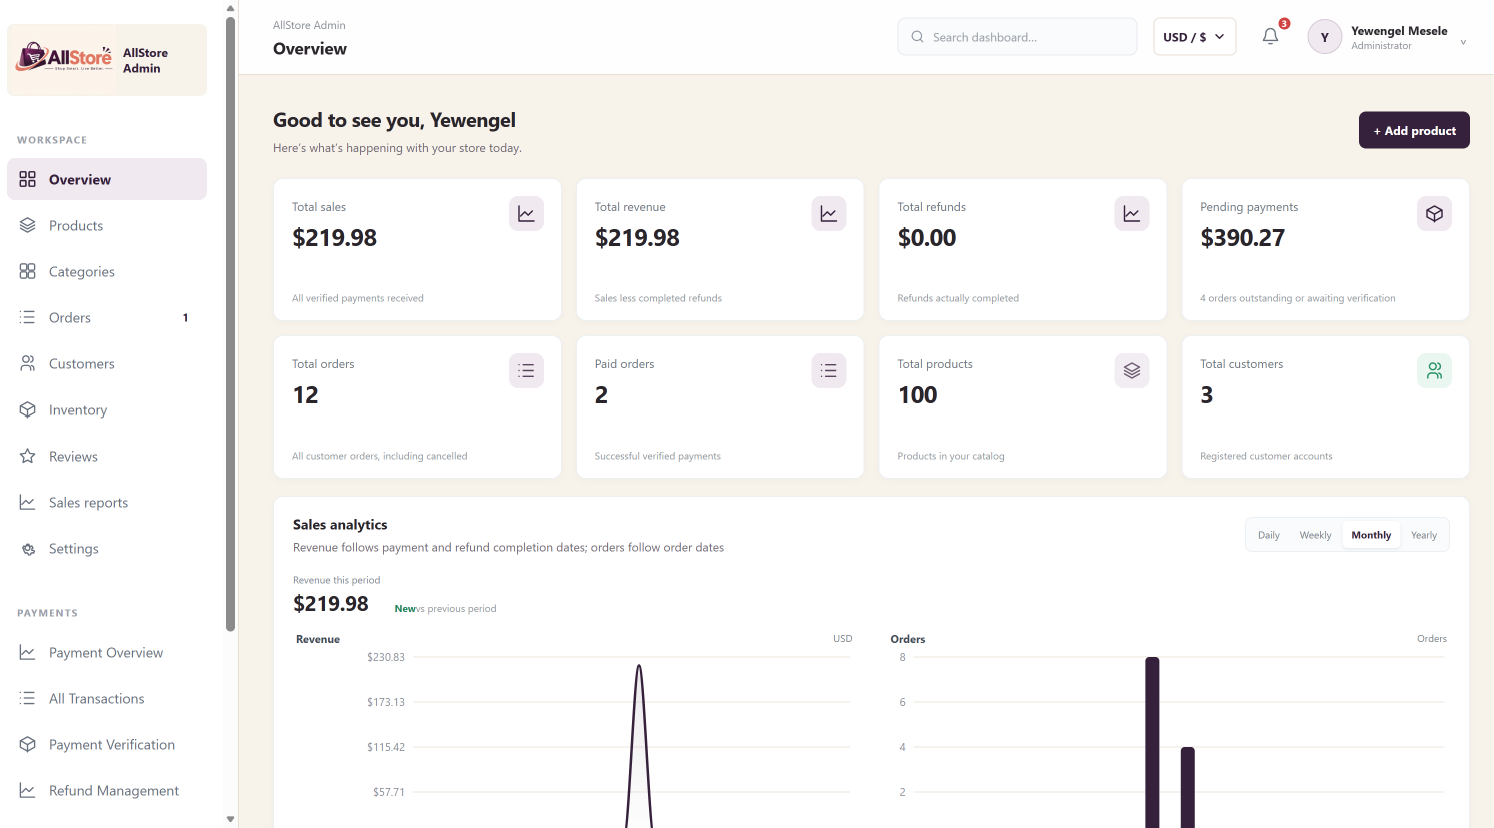 AllStore
Shop Smart. Live Better.
AllStore
Admin
WORKSPACE
Overview
Products
Categories
Orders 1
Customers
Inventory
Reviews
Sales reports
Settings
PAYMENTS
Payment Overview
All Transactions
Payment Verification
Refund Management
AllStore Admin
Overview
Search dashboard...
USD / $
3
Y
Yewengel Mesele
Administrator
Good to see you, Yewengel
Here's what's happening with your store today.
+ Add product
Total sales
$219.98
All verified payments received
Total revenue
$219.98
Sales less completed refunds
Total refunds
$0.00
Refunds actually completed
Pending payments
$390.27
4 orders outstanding or awaiting verification
Total orders
12
All customer orders, including cancelled
Paid orders
2
Successful verified payments
Total products
100
Products in your catalog
Total customers
3
Registered customer accounts
Sales analytics
Revenue follows payment and refund completion dates; orders follow order dates
Daily Weekly Monthly Yearly
Revenue this period
$219.98 Newvs previous period
Revenue USD
$230.83
$173.13
$115.42
$57.71
Orders Orders
8
6
4
2